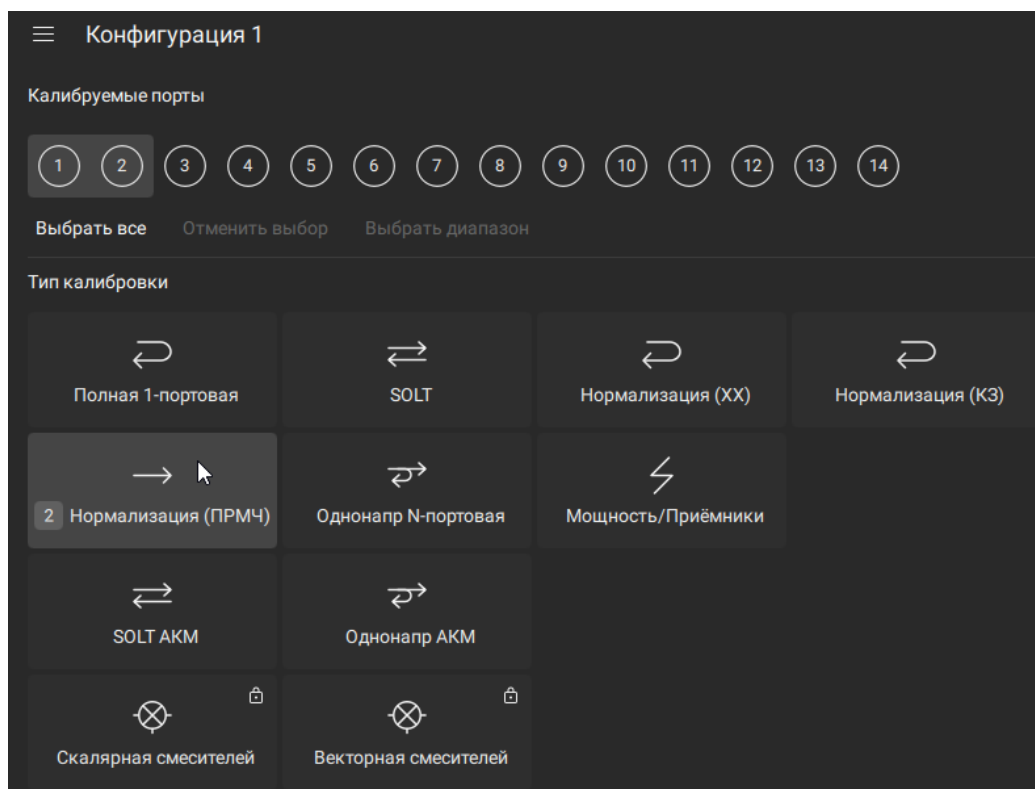 Конфигурация 1
Калибруемые порты
1 2 3 4 5 6 7 8 9 10 11 12 13 14
Выбрать все Отменить выбор Выбрать диапазон
Тип калибровки
Полная 1-портовая SOLT Нормализация (ХХ) Нормализация (КЗ)
2 Нормализация (ПРМЧ) Однонапр N-портовая Мощность/Приёмники
SOLT АКМ Однонапр АКМ
Скалярная смесителей Векторная смесителей